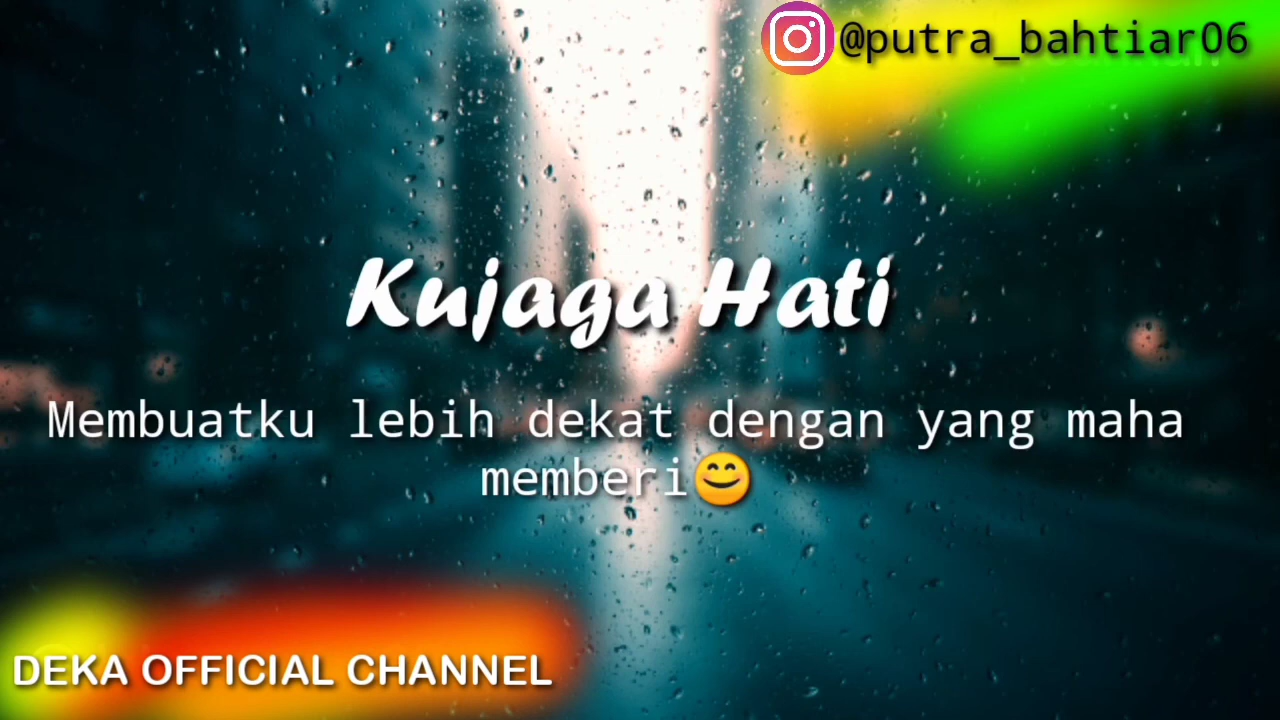 @putra_bahtiar06
Kujaga Hati
Membuatku lebih dekat dengan yang maha
memberi😊
DEKA OFFICIAL CHANNEL